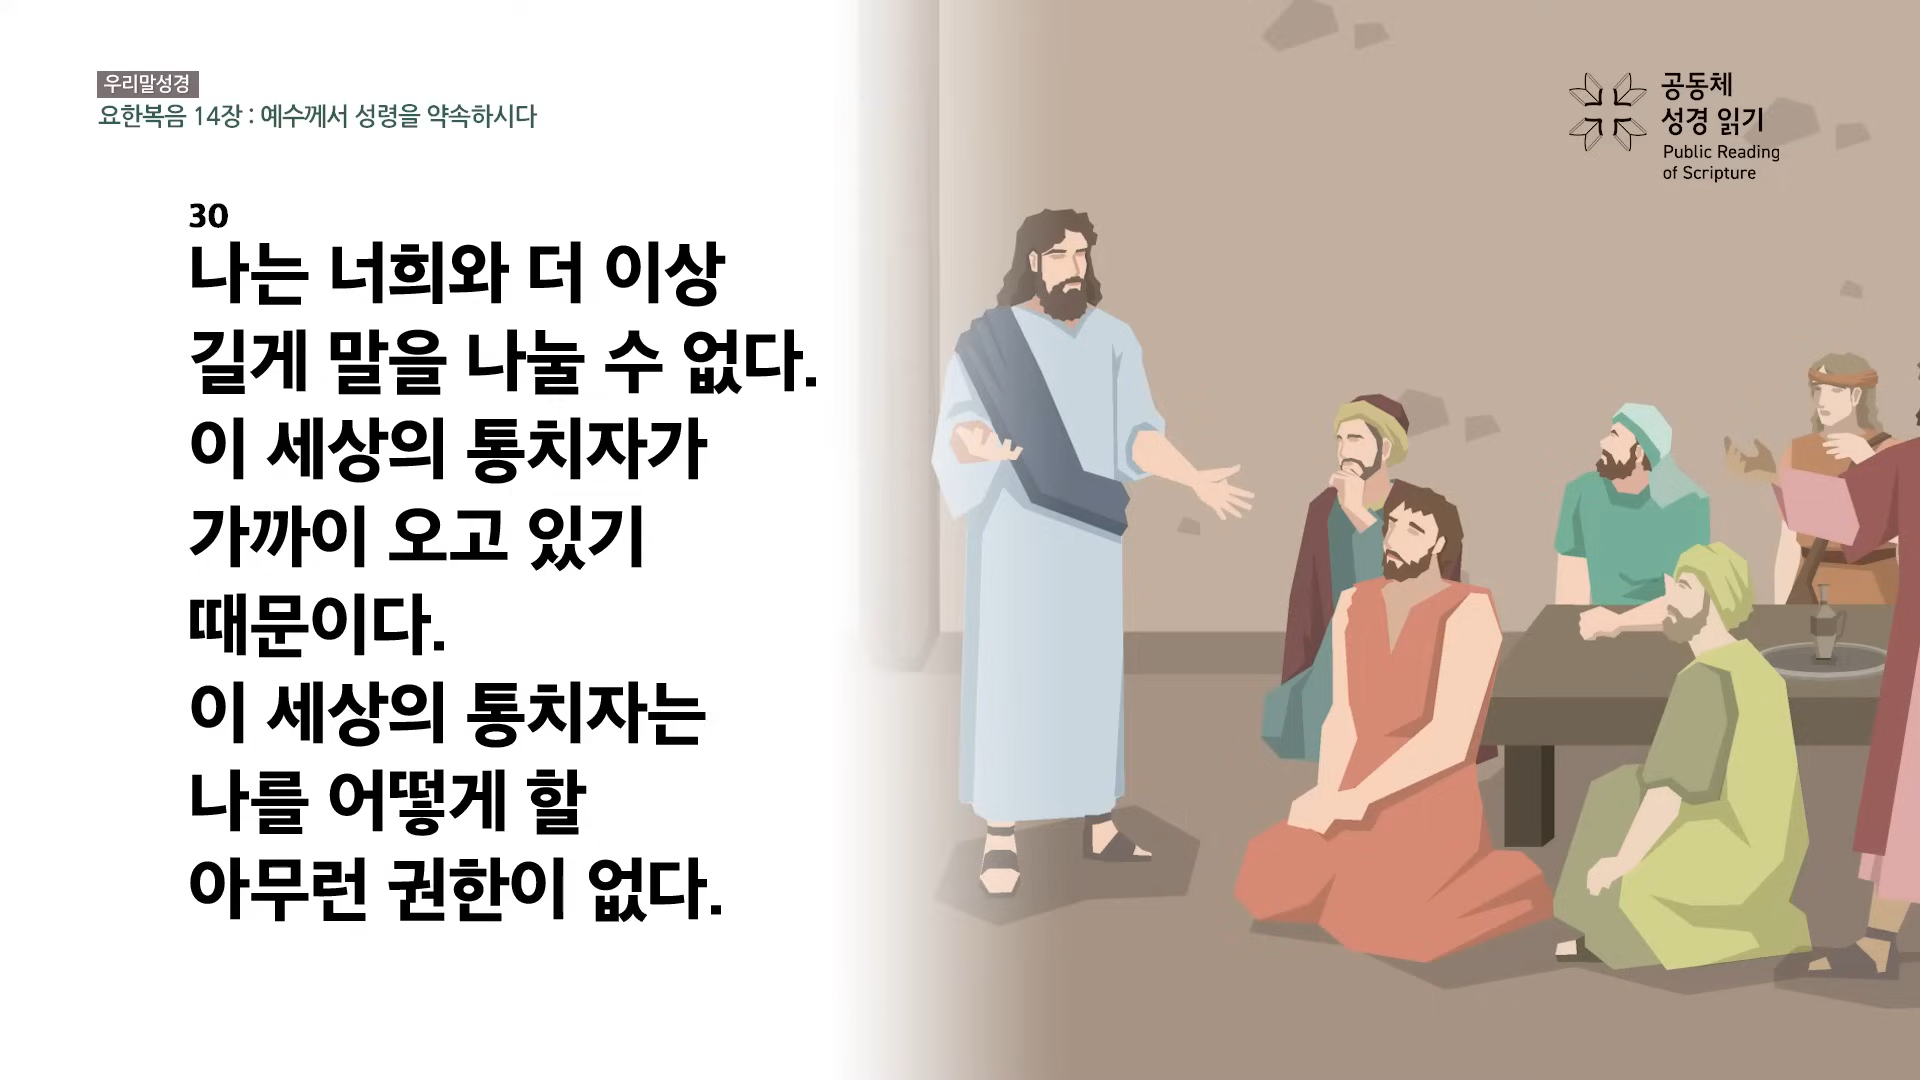 우리말성경
요한복음 14장 : 예수께서 성령을 약속하시다
공동체
성경 읽기
Public Reading
of Scripture
30
나는 너희와 더 이상
길게 말을 나눌 수 없다.
이 세상의 통치자가
가까이 오고 있기
때문이다.
이 세상의 통치자는
나를 어떻게 할
아무런 권한이 없다.